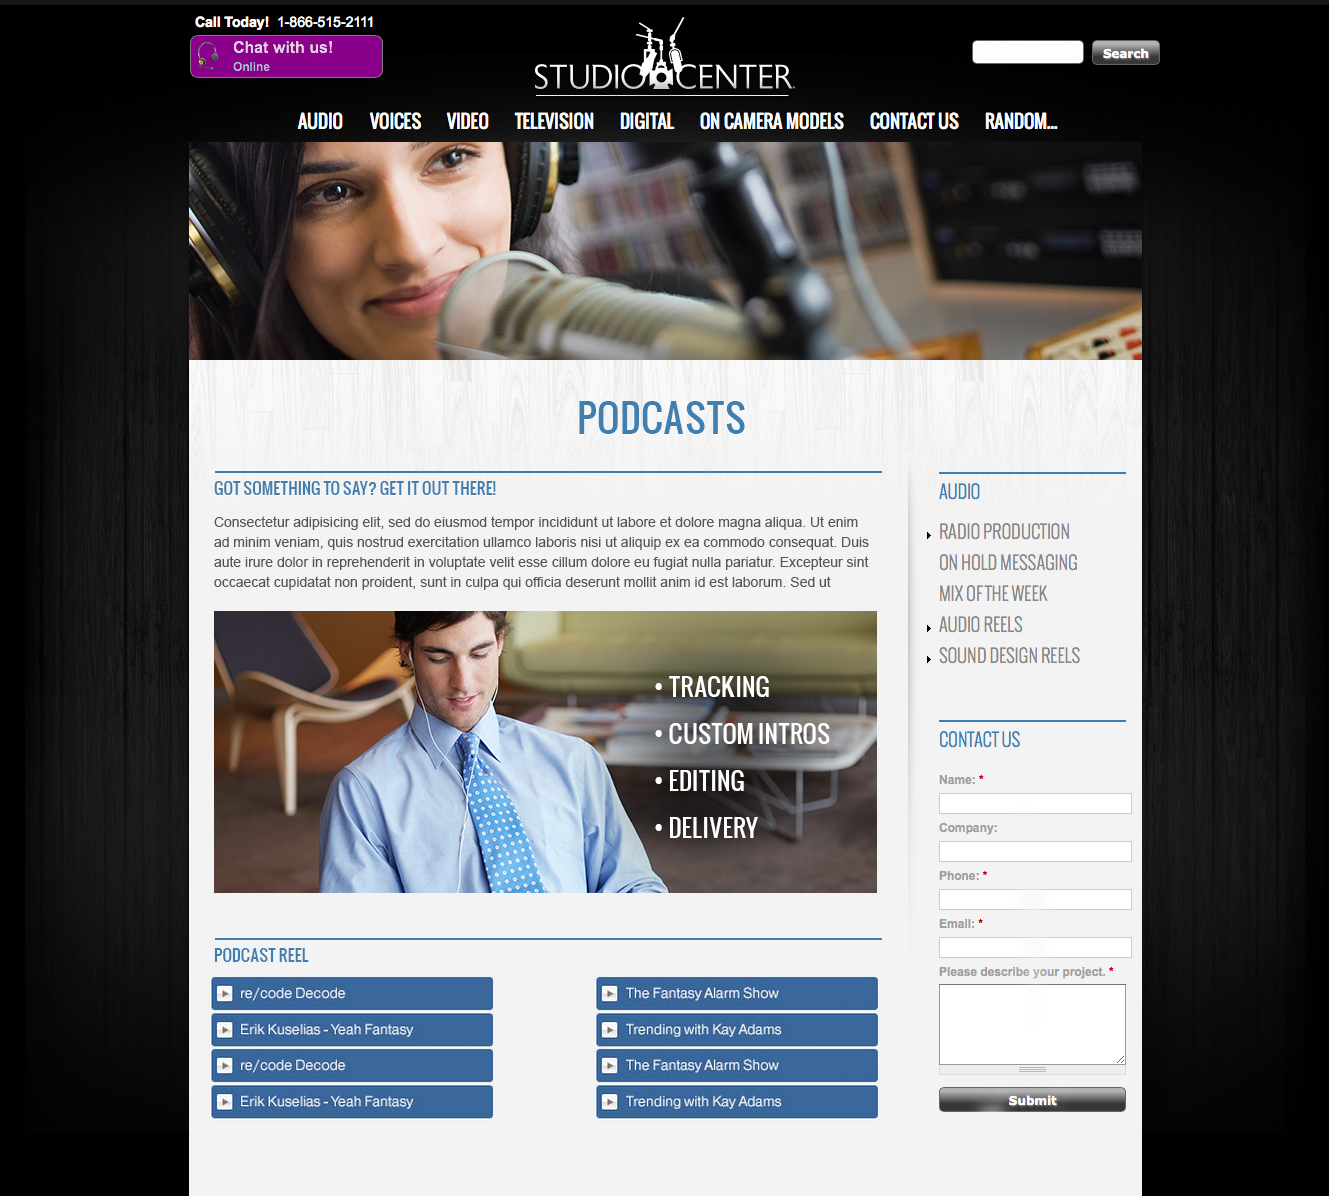 Call Today! 1-866-515-2111
Chat with us!
Online
STUDIO CENTER
Search
AUDIO VOICES VIDEO TELEVISION DIGITAL ON CAMERA MODELS CONTACT US RANDOM...
PODCASTS
GOT SOMETHING TO SAY? GET IT OUT THERE!
Consectetur adipisicing elit, sed do eiusmod tempor incididunt ut labore et dolore magna aliqua. Ut enim
ad minim veniam, quis nostrud exercitation ullamco laboris nisi ut aliquip ex ea commodo consequat. Duis
aute irure dolor in reprehenderit in voluptate velit esse cillum dolore eu fugiat nulla pariatur. Excepteur sint
occaecat cupidatat non proident, sunt in culpa qui officia deserunt mollit anim id est laborum. Sed ut
• TRACKING
• CUSTOM INTROS
• EDITING
• DELIVERY
PODCAST REEL
re/code Decode
Erik Kuselias - Yeah Fantasy
re/code Decode
Erik Kuselias - Yeah Fantasy
The Fantasy Alarm Show
Trending with Kay Adams
The Fantasy Alarm Show
Trending with Kay Adams
AUDIO
RADIO PRODUCTION
ON HOLD MESSAGING
MIX OF THE WEEK
AUDIO REELS
SOUND DESIGN REELS
CONTACT US
Name: *
Company:
Phone: *
Email: *
Please describe your project. *
Submit